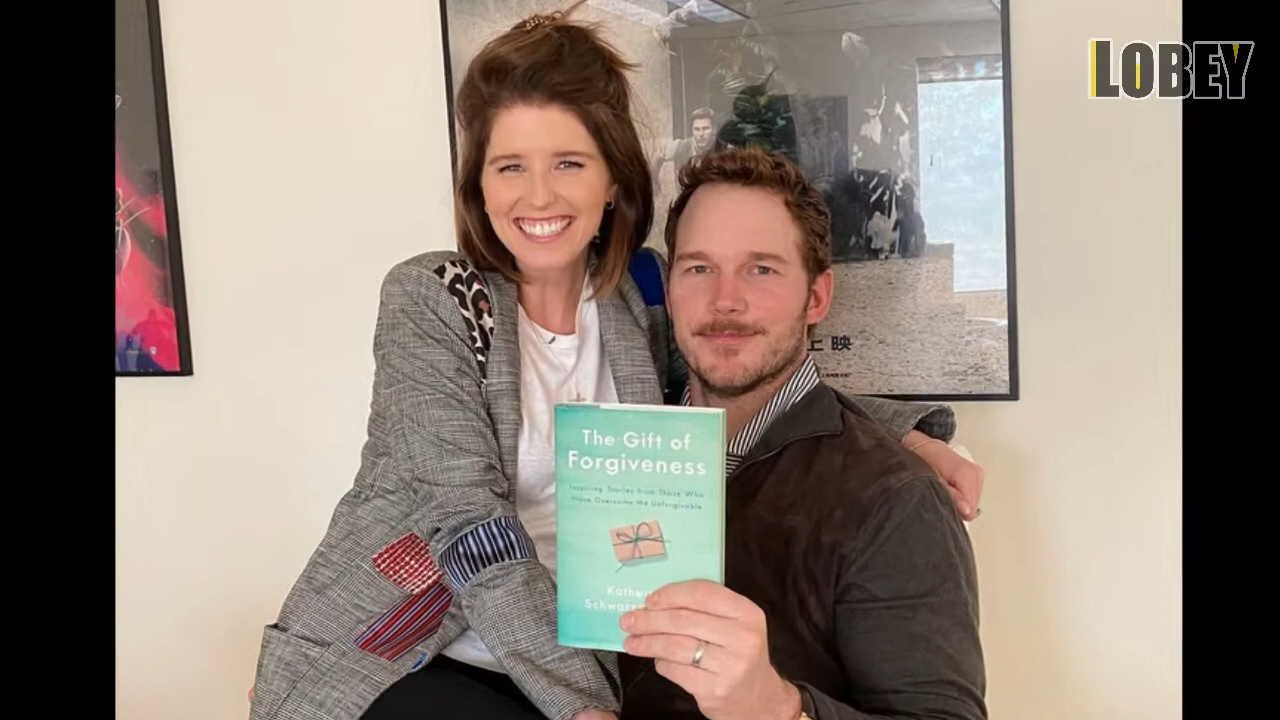 LOBEY
上映
The Gift of
Forgiveness
Inspiring Stories from Those Who
Have Overcome the Unforgivable